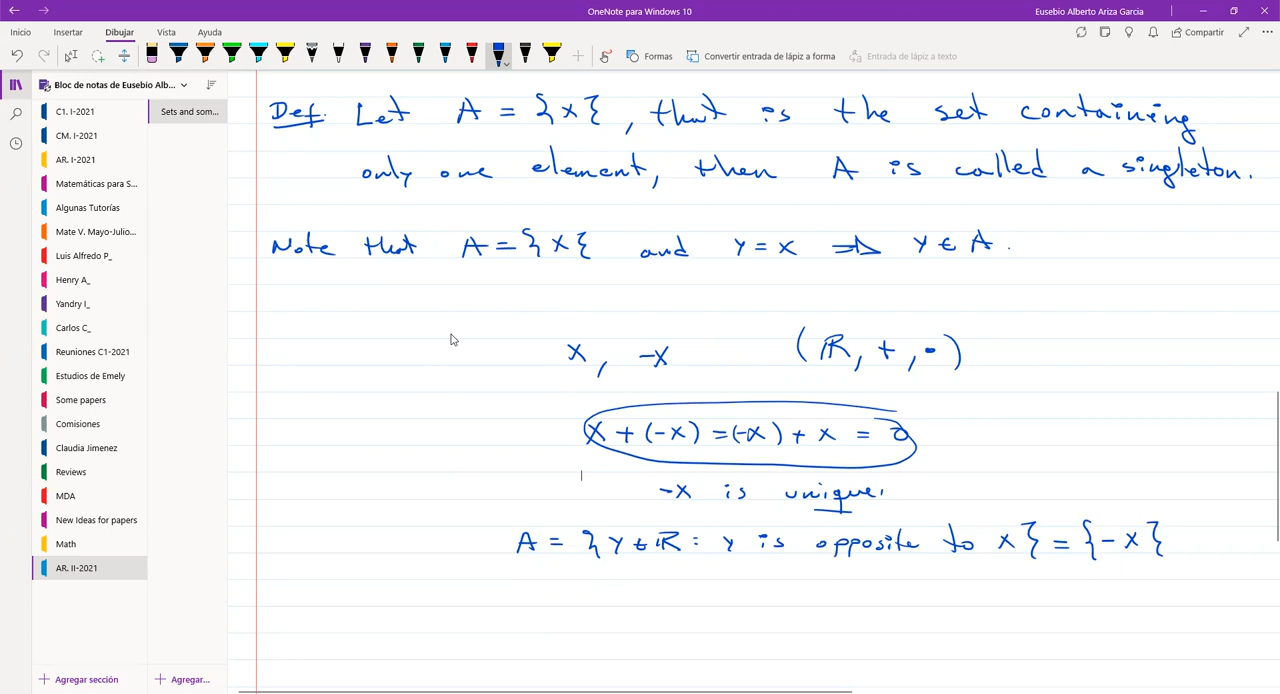 OneNote para Windows 10
Eusebio Alberto Ariza Garcia
Inicio Insertar Dibujar Vista Ayuda
Compartir
Formas Convertir entrada de lápiz a forma Entrada de lápiz a texto
Bloc de notas de Eusebio Alb...
C1. I-2021
CM. I-2021
AR. I-2021
Matemáticas para S...
Algunas Tutorías
Mate V. Mayo-Julio...
Luis Alfredo P_
Henry A_
Yandry I_
Carlos C_
Reuniones C1-2021
Estudios de Emely
Some papers
Comisiones
Claudia Jimenez
Reviews
MDA
New Ideas for papers
Math
AR. II-2021
Agregar sección
Sets and som...
Agregar...
Def. Let A = {x}, that is the set containing
only one element, then A is called a singleton.
Note that A = {x} and y = x ⇒ y ∈ A.
x, -x (ℝ, +, •)
x + (-x) = (-x) + x = 0
-x is unique.
A = {y ∈ ℝ : y is opposite to x} = {-x}